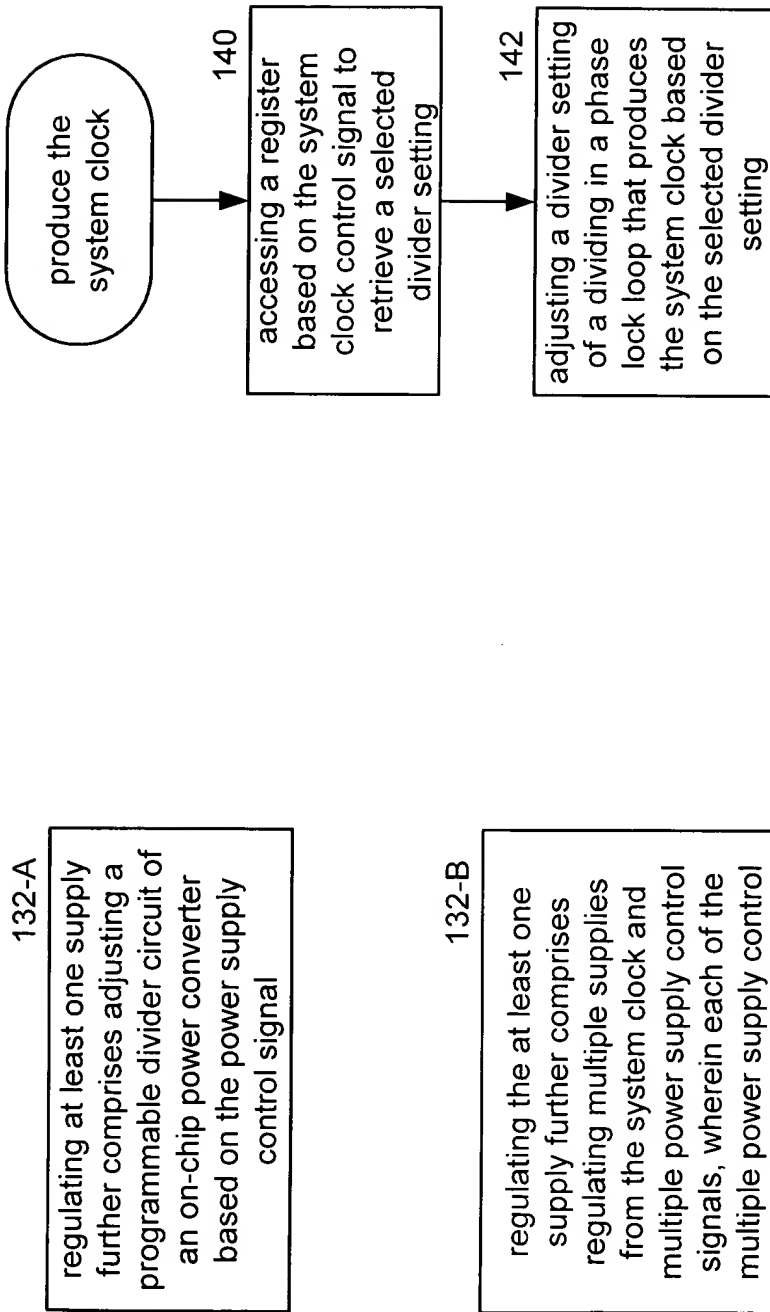 produce the
system clock
140
accessing a register
based on the system
clock control signal to
retrieve a selected
divider setting
142
adjusting a divider setting
of a dividing in a phase
lock loop that produces
the system clock based
on the selected divider
setting
132-A
regulating at least one supply
further comprises adjusting a
programmable divider circuit of
an on-chip power converter
based on the power supply
control signal
132-B
regulating the at least one
supply further comprises
regulating multiple supplies
from the system clock and
multiple power supply control
signals, wherein each of the
multiple power supply control